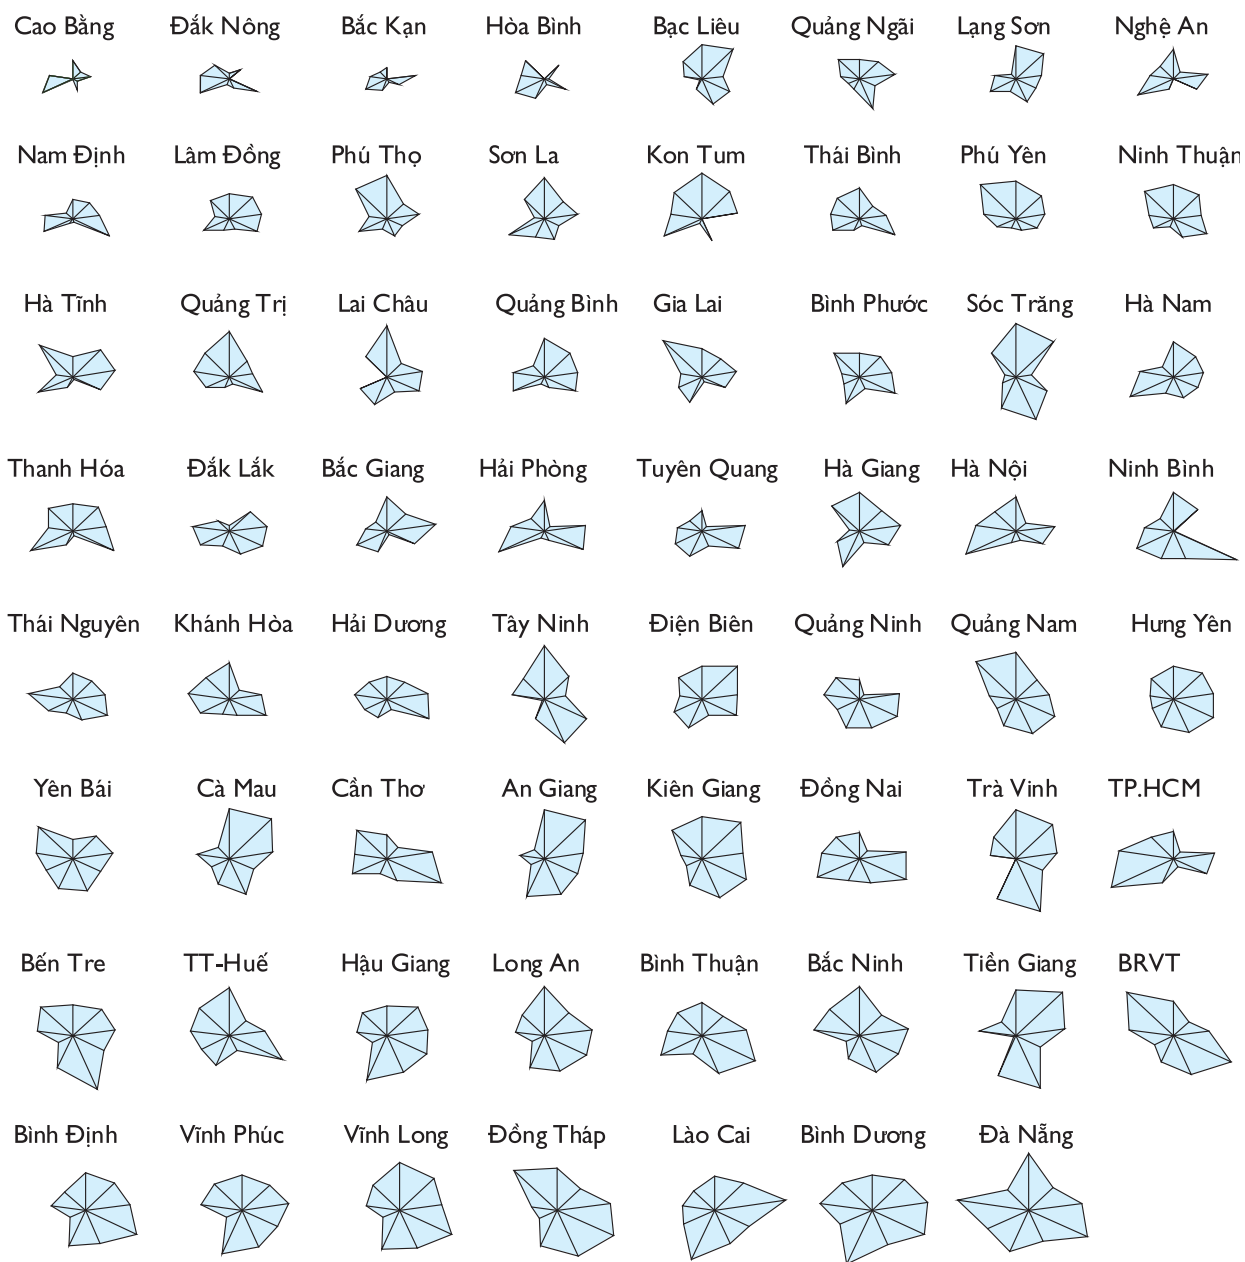 Cao Bằng Đắk Nông Bắc Kạn Hòa Bình Bạc Liêu Quảng Ngãi Lạng Sơn Nghệ An
Nam Định Lâm Đồng Phú Thọ Sơn La Kon Tum Thái Bình Phú Yên Ninh Thuận
Hà Tĩnh Quảng Trị Lai Châu Quảng Bình Gia Lai Bình Phước Sóc Trăng Hà Nam
Thanh Hóa Đắk Lắk Bắc Giang Hải Phòng Tuyên Quang Hà Giang Hà Nội Ninh Bình
Thái Nguyên Khánh Hòa Hải Dương Tây Ninh Điện Biên Quảng Ninh Quảng Nam Hưng Yên
Yên Bái Cà Mau Cần Thơ An Giang Kiên Giang Đồng Nai Trà Vinh TP.HCM
Bến Tre TT-Huế Hậu Giang Long An Bình Thuận Bắc Ninh Tiền Giang BRVT
Bình Định Vĩnh Phúc Vĩnh Long Đồng Tháp Lào Cai Bình Dương Đà Nẵng